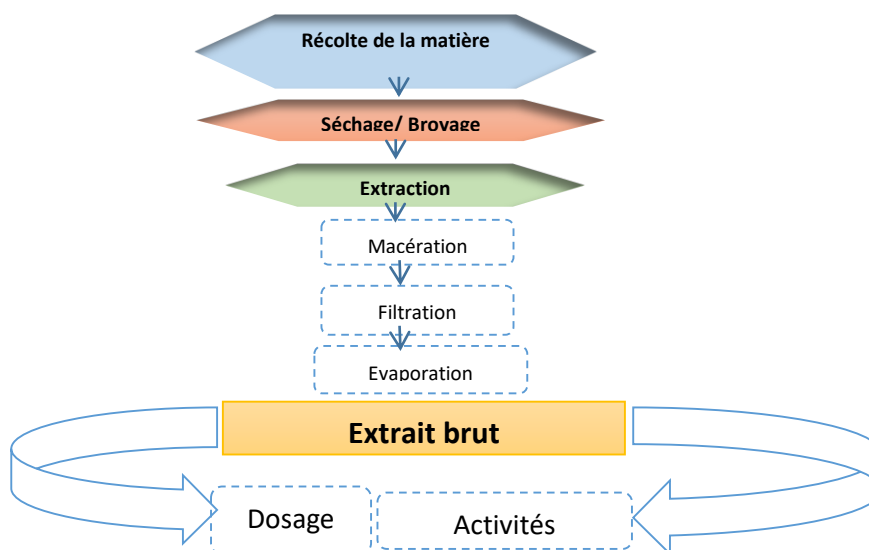 Récolte de la matière
Séchage/ Broyage
Extraction
Macération
Filtration
Evaporation
Extrait brut
Dosage
Activités